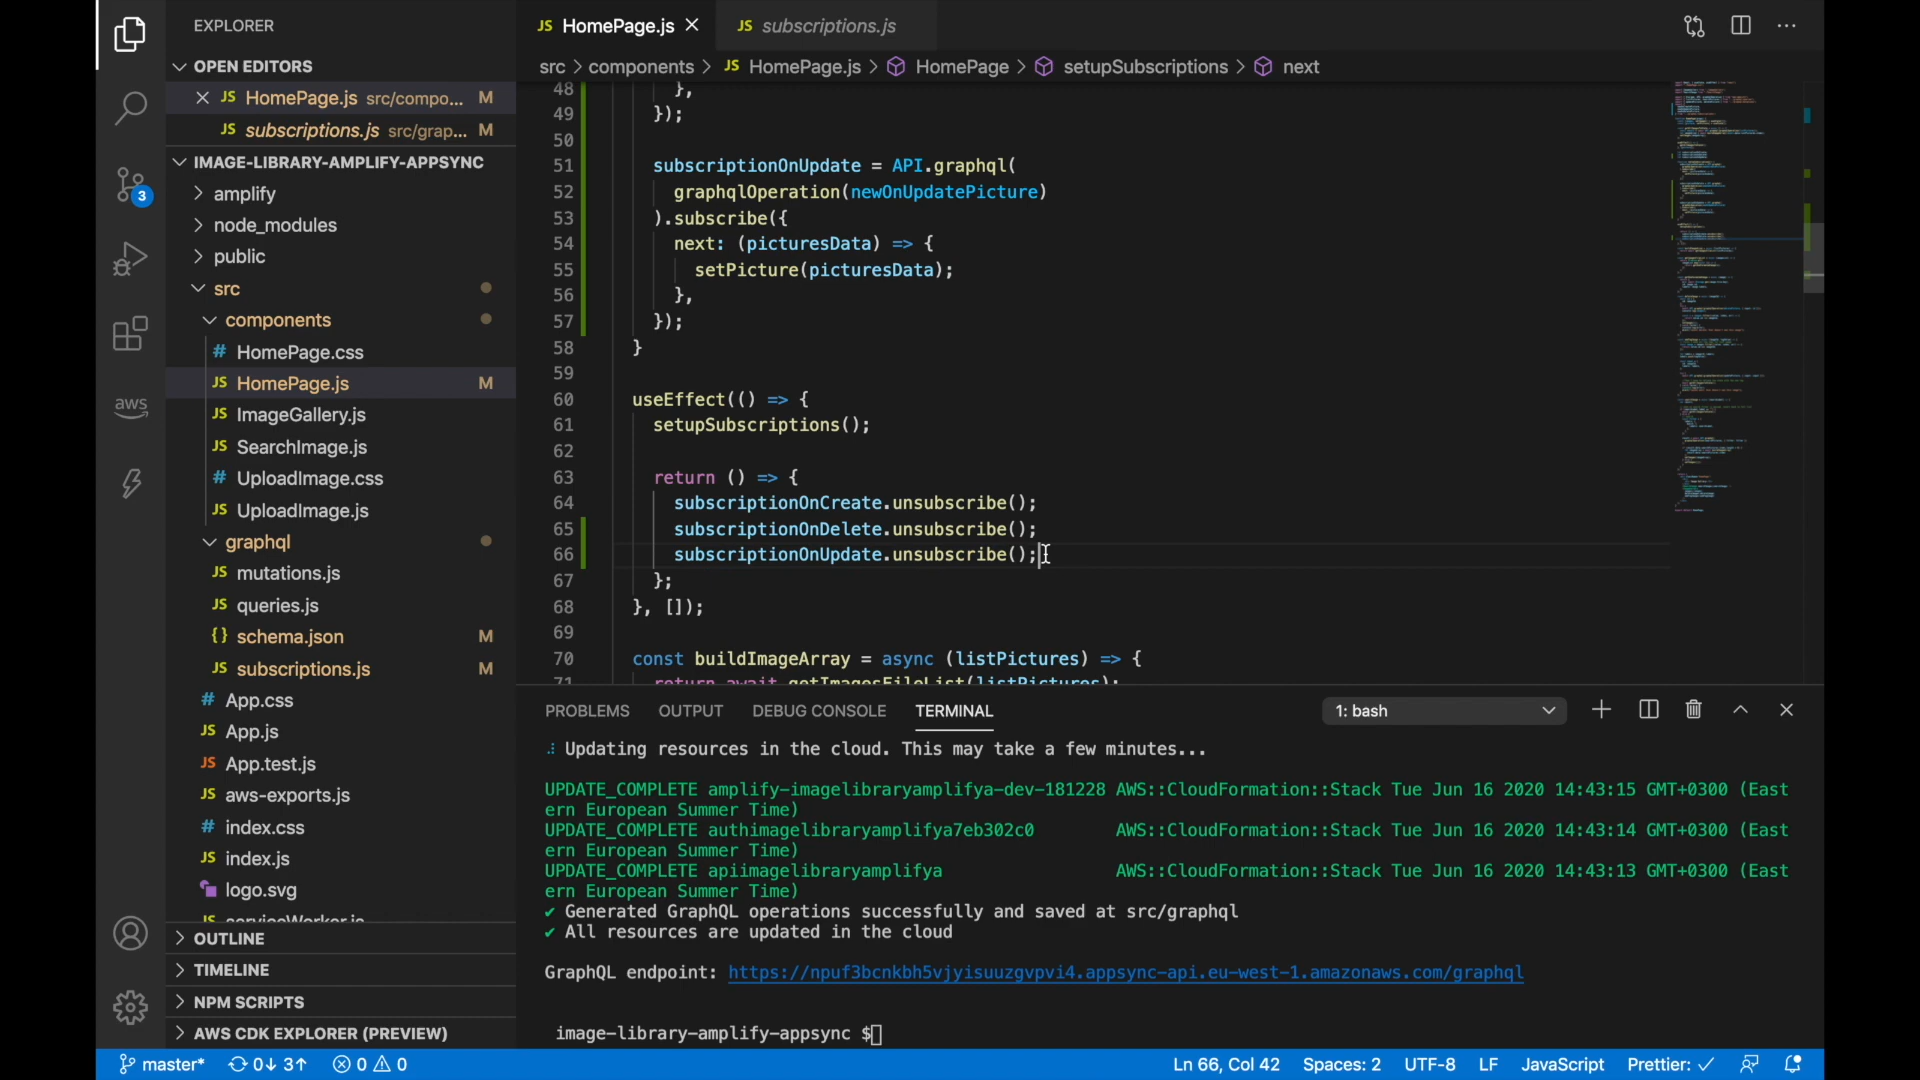 EXPLORER
OPEN EDITORS
JS HomePage.js src/compo... M
JS subscriptions.js src/grap... M
IMAGE-LIBRARY-AMPLIFY-APPSYNC
amplify
node_modules
public
src
components
# HomePage.css
JS HomePage.js M
JS ImageGallery.js
JS SearchImage.js
# UploadImage.css
JS UploadImage.js
graphql
JS mutations.js
JS queries.js
{} schema.json M
JS subscriptions.js M
# App.css
JS App.js
JS App.test.js
JS aws-exports.js
# index.css
JS index.js
logo.svg
JS serviceWorker.js
OUTLINE
TIMELINE
NPM SCRIPTS
AWS CDK EXPLORER (PREVIEW)
3
aws
JS HomePage.js
JS subscriptions.js
src > components > JS HomePage.js > HomePage > setupSubscriptions > next
48 },
49 });
50
51 subscriptionOnUpdate = API.graphql(
52 graphqlOperation(newOnUpdatePicture)
53 ).subscribe({
54 next: (picturesData) => {
55 setPicture(picturesData);
56 },
57 });
58 }
59
60 useEffect(() => {
61 setupSubscriptions();
62
63 return () => {
64 subscriptionOnCreate.unsubscribe();
65 subscriptionOnDelete.unsubscribe();
66 subscriptionOnUpdate.unsubscribe();
67 };
68 }, []);
69
70 const buildImageArray = async (listPictures) => {
71 return await getImagesFileList(listPictures);
PROBLEMS OUTPUT DEBUG CONSOLE TERMINAL 1: bash
Updating resources in the cloud. This may take a few minutes...
UPDATE_COMPLETE amplify-imagelibraryamplifya-dev-181228 AWS::CloudFormation::Stack Tue Jun 16 2020 14:43:15 GMT+0300 (East
ern European Summer Time)
UPDATE_COMPLETE authimagelibraryamplifya7eb302c0 AWS::CloudFormation::Stack Tue Jun 16 2020 14:43:14 GMT+0300 (East
ern European Summer Time)
UPDATE_COMPLETE apiimagelibraryamplifya AWS::CloudFormation::Stack Tue Jun 16 2020 14:43:13 GMT+0300 (East
ern European Summer Time)
✔ Generated GraphQL operations successfully and saved at src/graphql
✔ All resources are updated in the cloud
GraphQL endpoint: https://npuf3bcnkbh5vjyisuuzgvpvi4.appsync-api.eu-west-1.amazonaws.com/graphql
image-library-amplify-appsync $
master* 0↓ 3↑ 0 0 Ln 66, Col 42 Spaces: 2 UTF-8 LF JavaScript Prettier: ✓